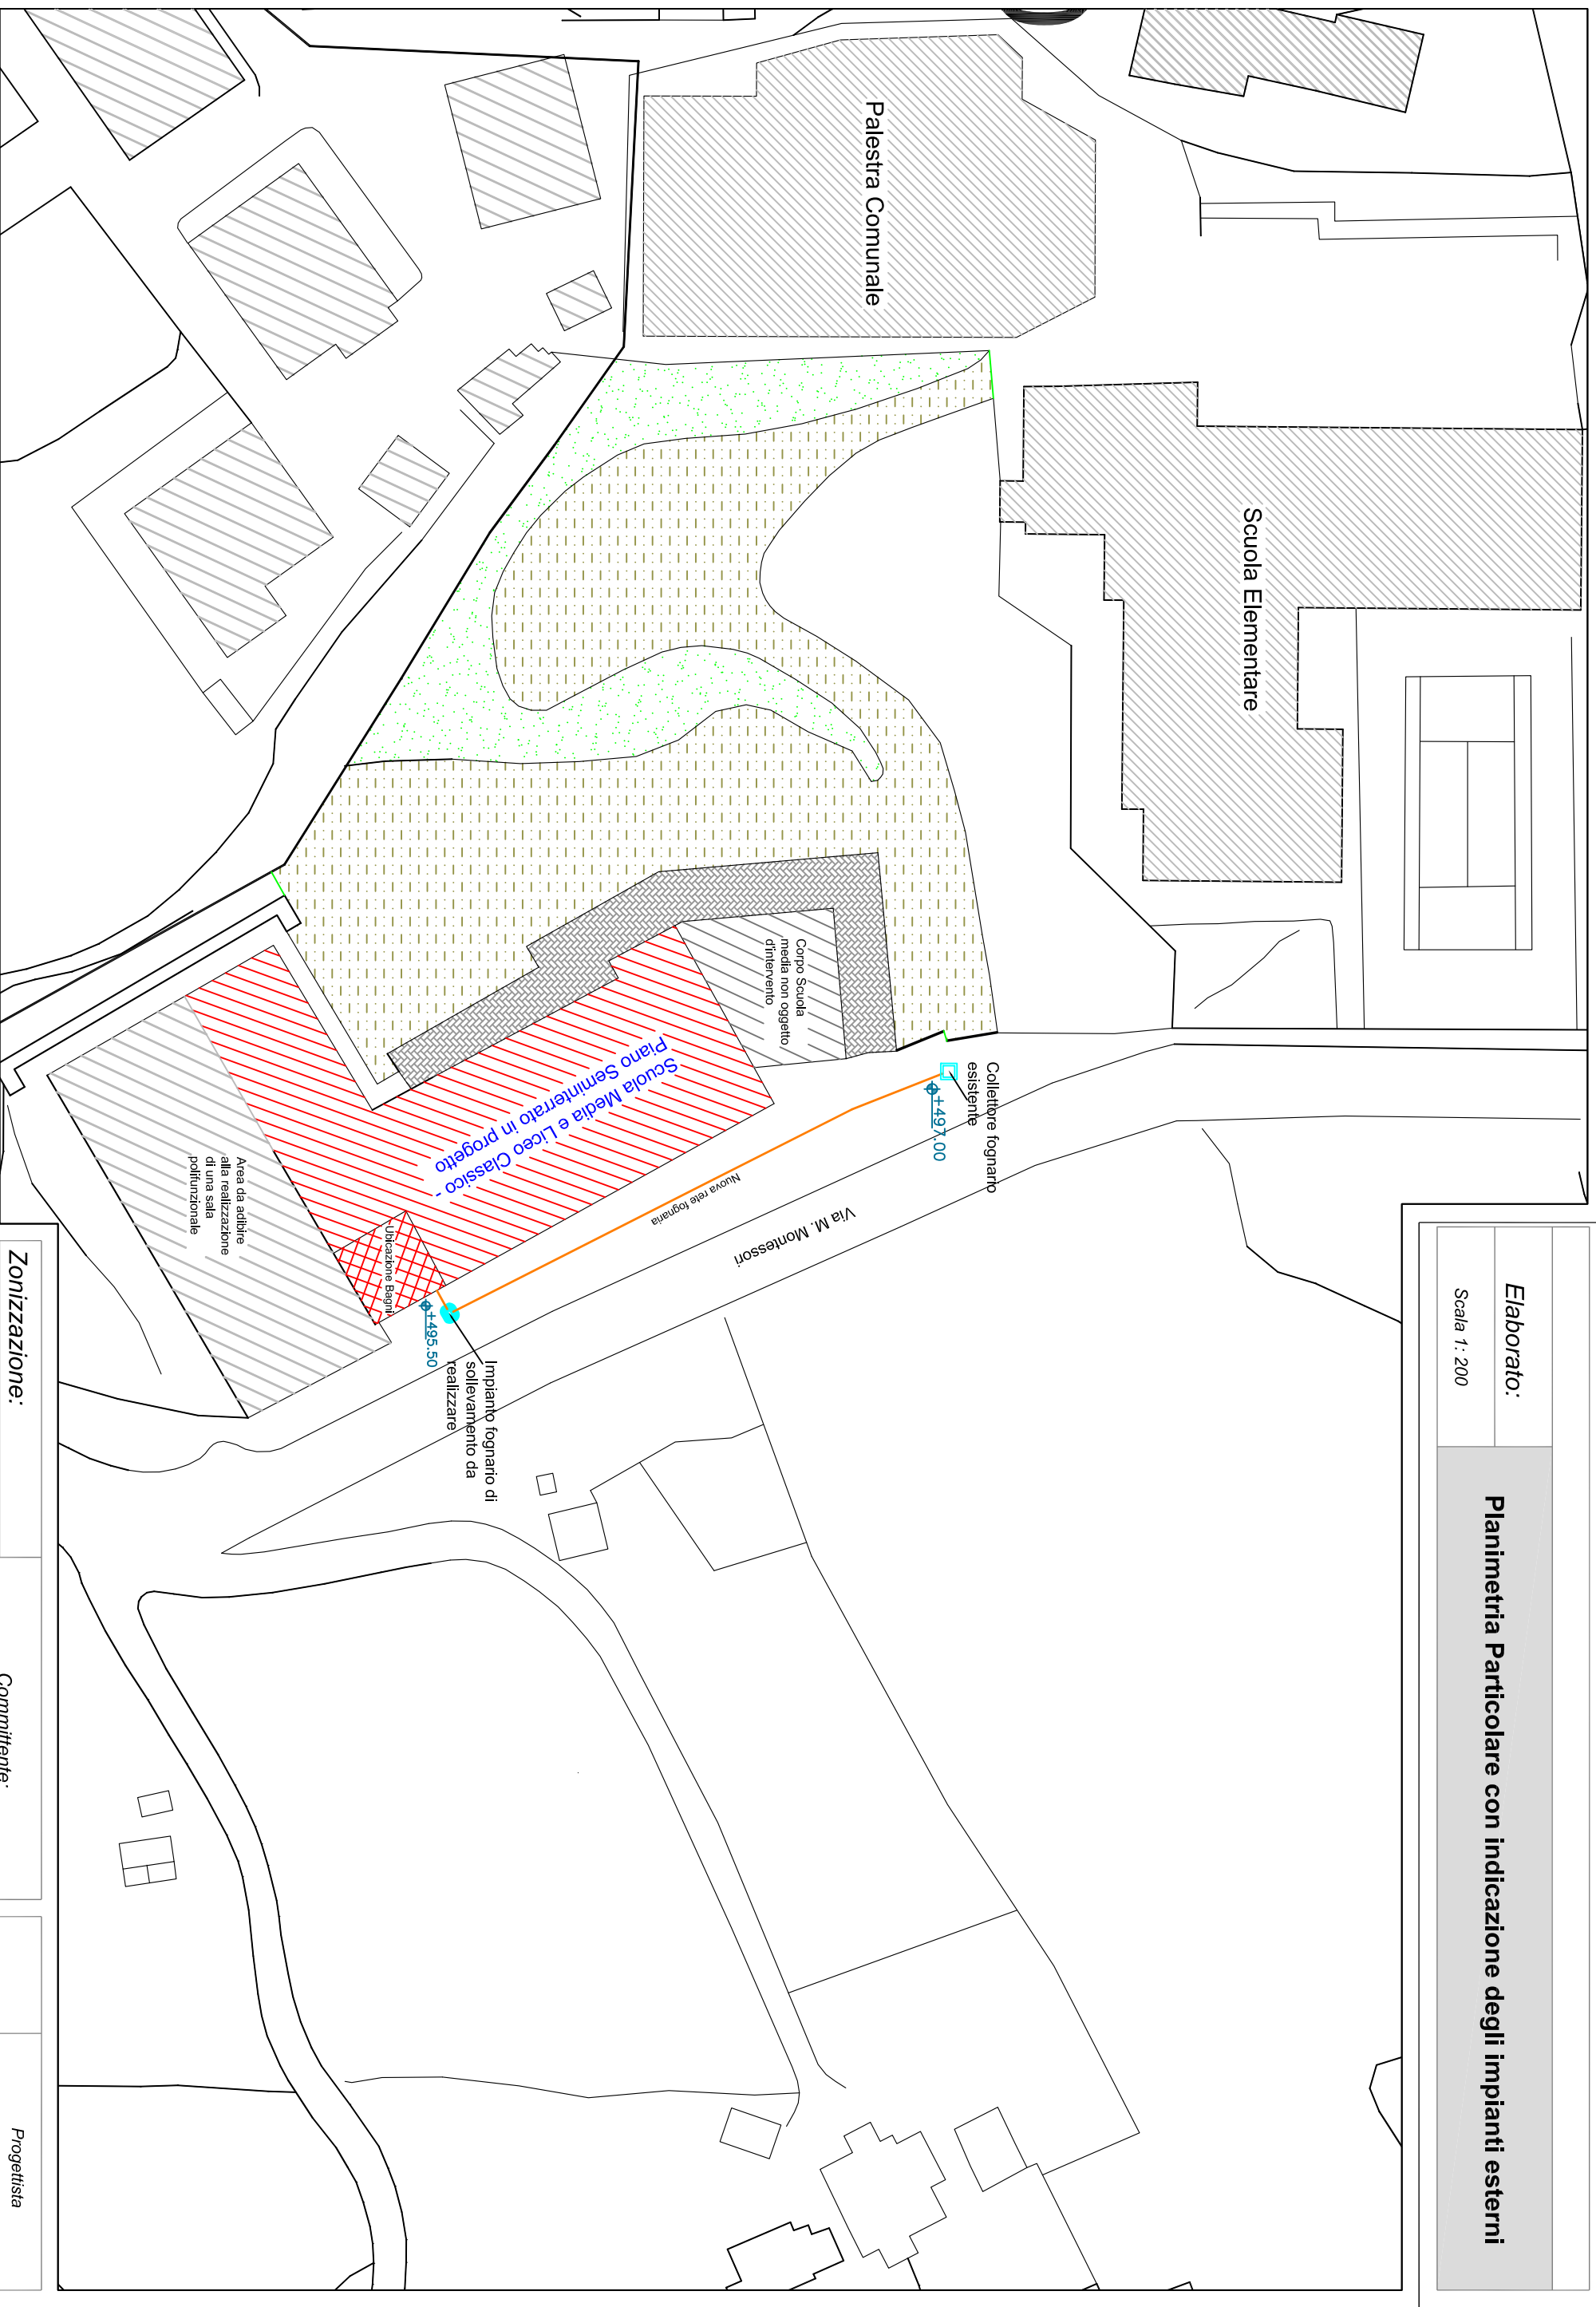 Elaborato:
Scala 1: 200
Planimetria Particolare con indicazione degli impianti esterni
Palestra Comunale
Scuola Elementare
Corpo Scuola
media non oggetto
d'intervento
Collettore fognario
esistente
+497.00
Scuola Media e Liceo Classico -
Piano Seminterrato in progetto
Nuova rete fognaria
Via M. Montessori
Area da adibire
alla realizzazione
di una sala
polifunzionale
Ubicazione Bagni
+495.50
Impianto fognario di
sollevamento da
realizzare
Zonizzazione:
Committente:
Progettista